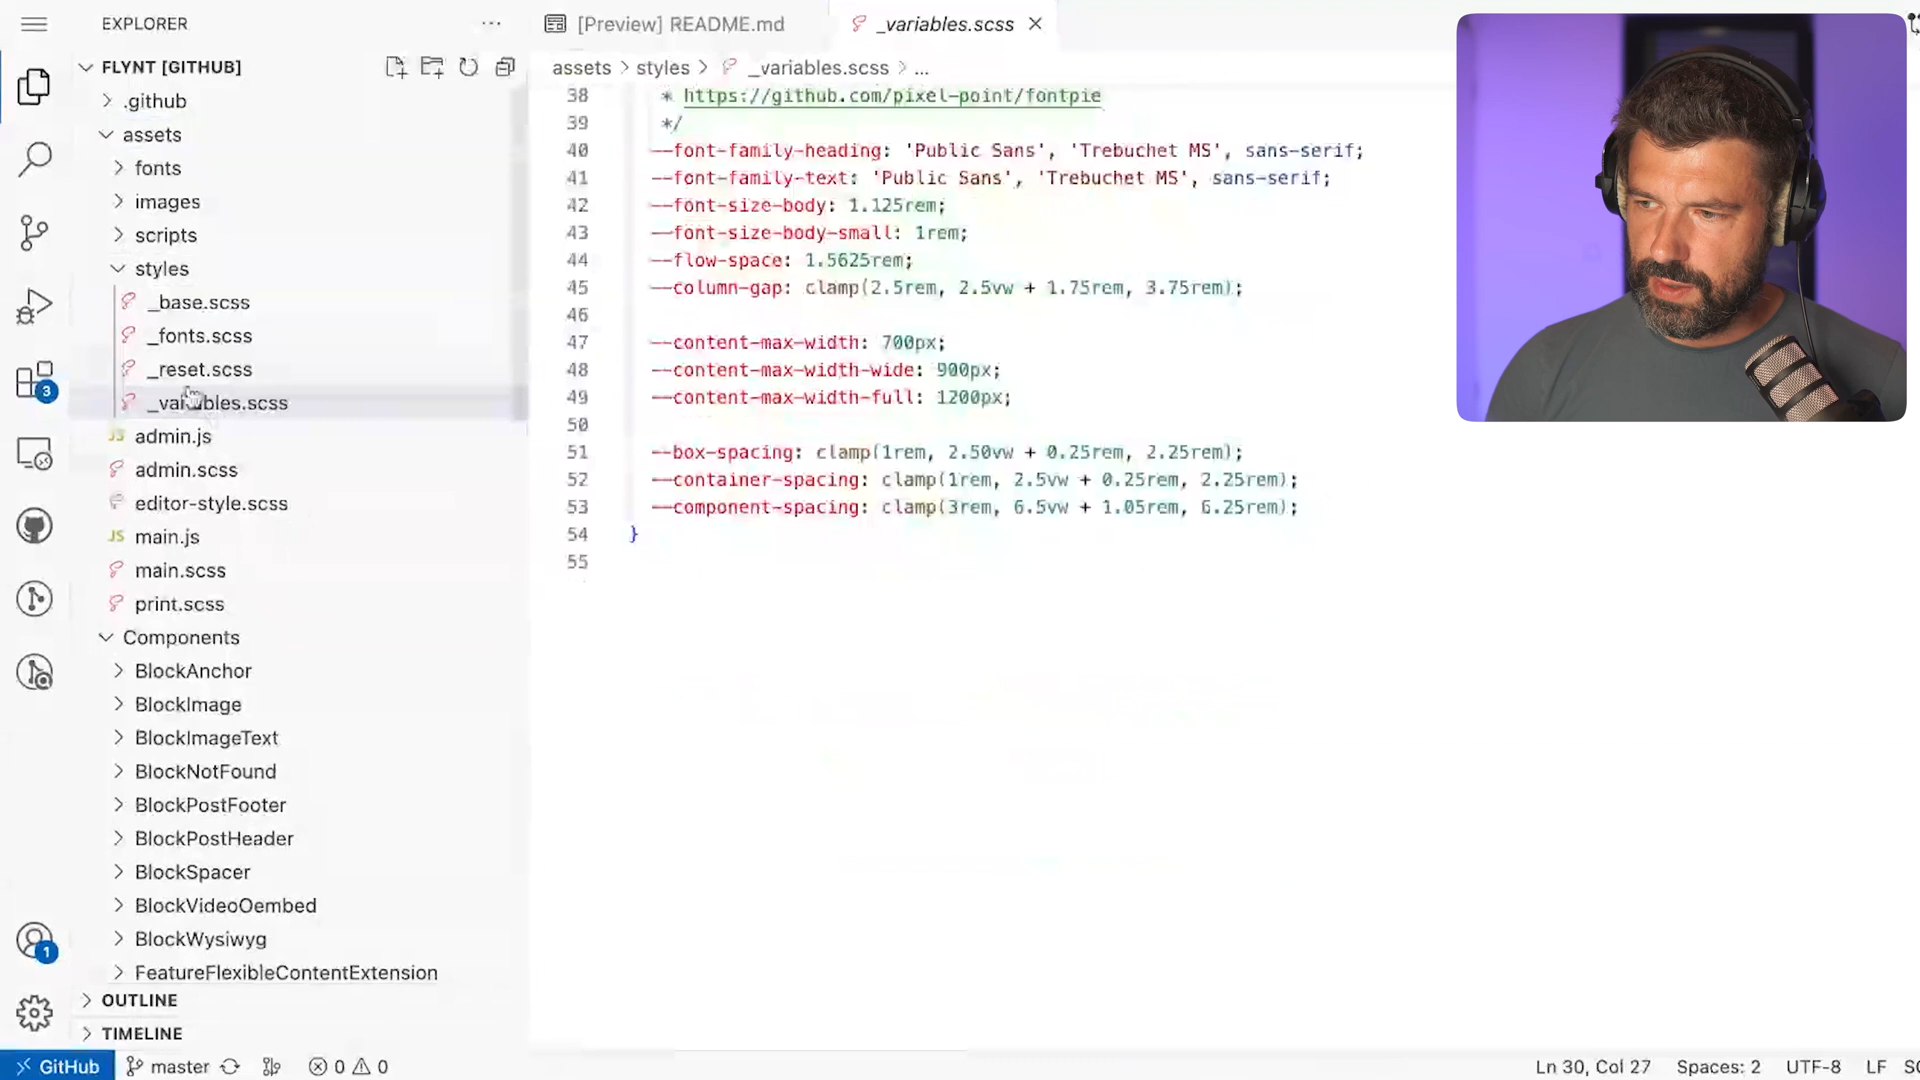 EXPLORER
FLYNT [GITHUB]
.github
assets
fonts
images
scripts
styles
_base.scss
_fonts.scss
_reset.scss
_variables.scss
JS admin.js
admin.scss
editor-style.scss
JS main.js
main.scss
print.scss
Components
BlockAnchor
BlockImage
BlockImageText
BlockNotFound
BlockPostFooter
BlockPostHeader
BlockSpacer
BlockVideoOembed
BlockWysiwyg
FeatureFlexibleContentExtension
OUTLINE
TIMELINE
3
1
[Preview] README.md
_variables.scss
assets > styles > _variables.scss > ...
38 * https://github.com/pixel-point/fontpie
39 */
40 --font-family-heading: 'Public Sans', 'Trebuchet MS', sans-serif;
41 --font-family-text: 'Public Sans', 'Trebuchet MS', sans-serif;
42 --font-size-body: 1.125rem;
43 --font-size-body-small: 1rem;
44 --flow-space: 1.5625rem;
45 --column-gap: clamp(2.5rem, 2.5vw + 1.75rem, 3.75rem);
46
47 --content-max-width: 700px;
48 --content-max-width-wide: 900px;
49 --content-max-width-full: 1200px;
50
51 --box-spacing: clamp(1rem, 2.50vw + 0.25rem, 2.25rem);
52 --container-spacing: clamp(1rem, 2.5vw + 0.25rem, 2.25rem);
53 --component-spacing: clamp(3rem, 6.5vw + 1.05rem, 6.25rem);
54 }
55
GitHub master 0 0 Ln 30, Col 27 Spaces: 2 UTF-8 LF